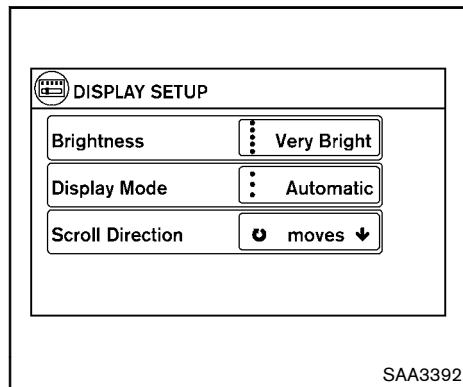 DISPLAY SETUP
Brightness Very Bright
Display Mode Automatic
Scroll Direction moves
SAA3392